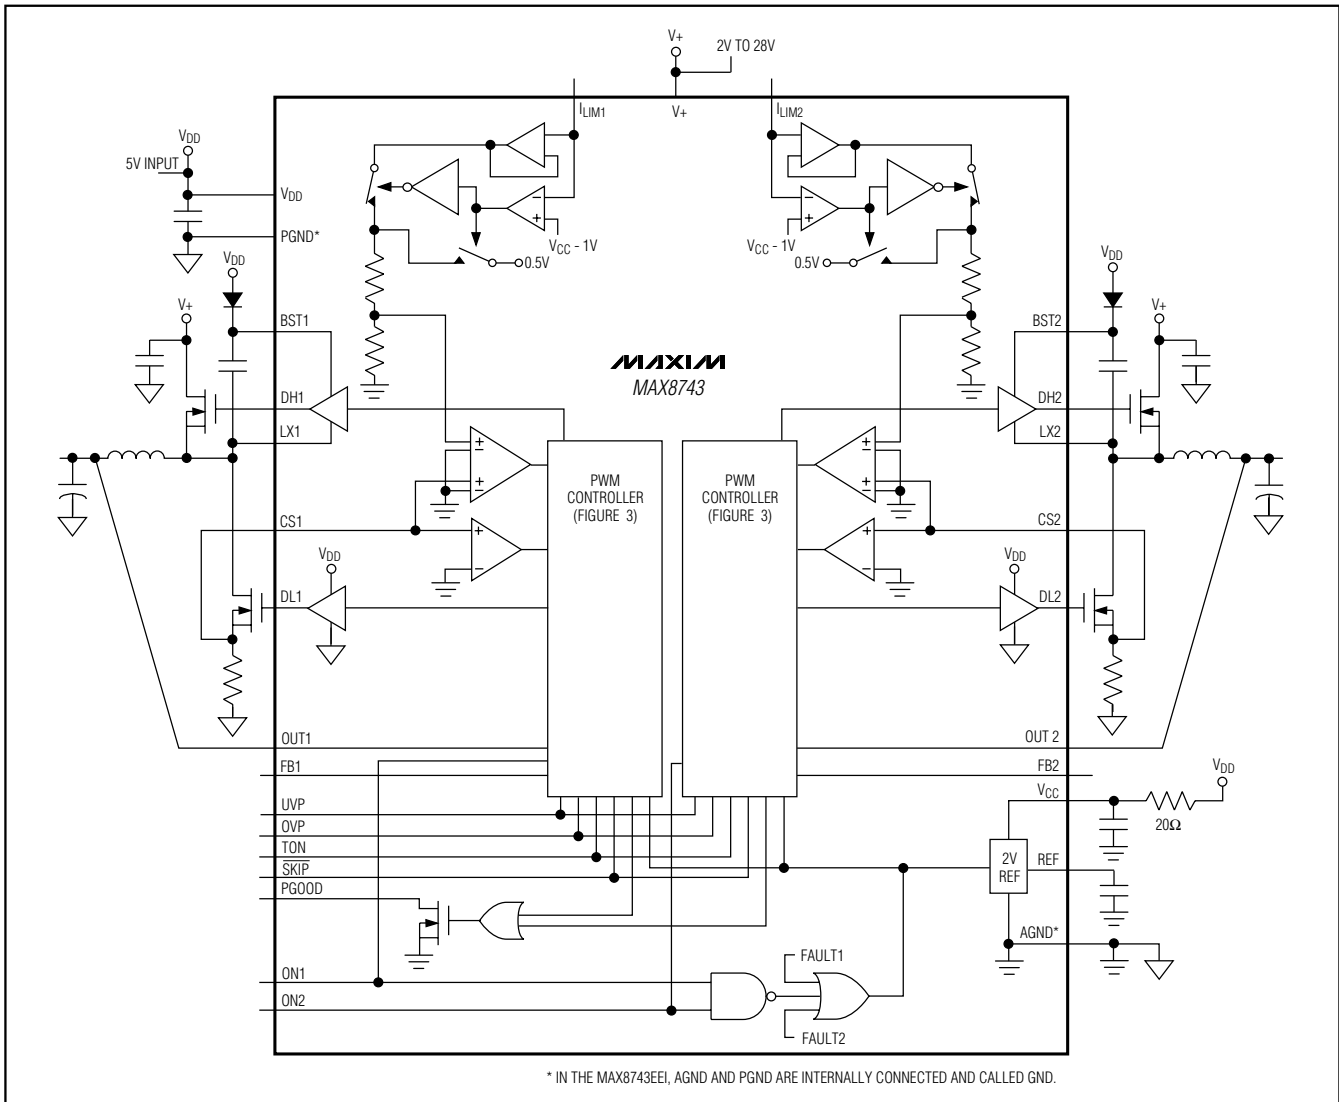 V+
2V TO 28V
ILIM1
V+
ILIM2
VDD
5V INPUT
VDD
PGND*
−
+
VCC - 1V
0.5V
−
+
VCC - 1V
0.5V
VDD
V+
BST1
DH1
LX1
VDD
V+
BST2
DH2
LX2
MAXIM
MAX8743
+
−
+
−
PWM
CONTROLLER
(FIGURE 3)
PWM
CONTROLLER
(FIGURE 3)
+
−
+
−
CS1
+
−
+
−
CS2
VDD
DL1
VDD
DL2
OUT1
FB1
OUT 2
FB2
UVP
OVP
TON
SKIP
PGOOD
VCC
VDD
20Ω
2V
REF
REF
AGND*
ON1
ON2
FAULT1
FAULT2
* IN THE MAX8743EEI, AGND AND PGND ARE INTERNALLY CONNECTED AND CALLED GND.